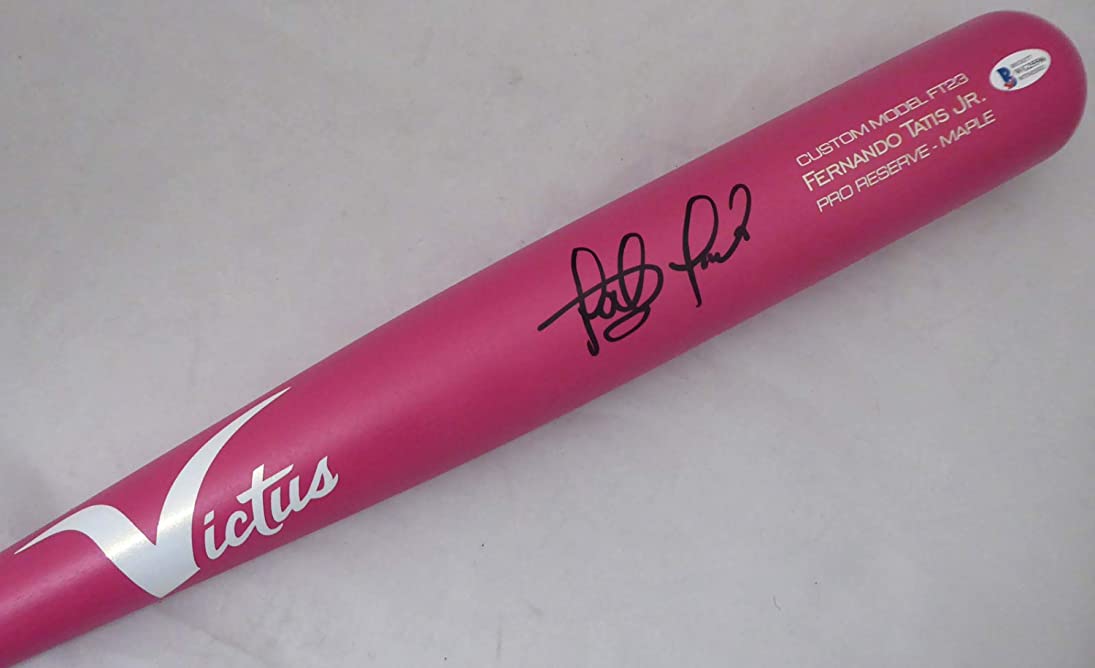 CUSTOM MODEL FT23
FERNANDO TATIS JR.
PRO RESERVE - MAPLE
Victus